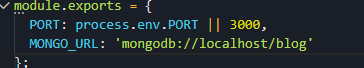 module.exports = {
PORT: process.env.PORT || 3000,
MONGO_URL: 'mongodb://localhost/blog'
};